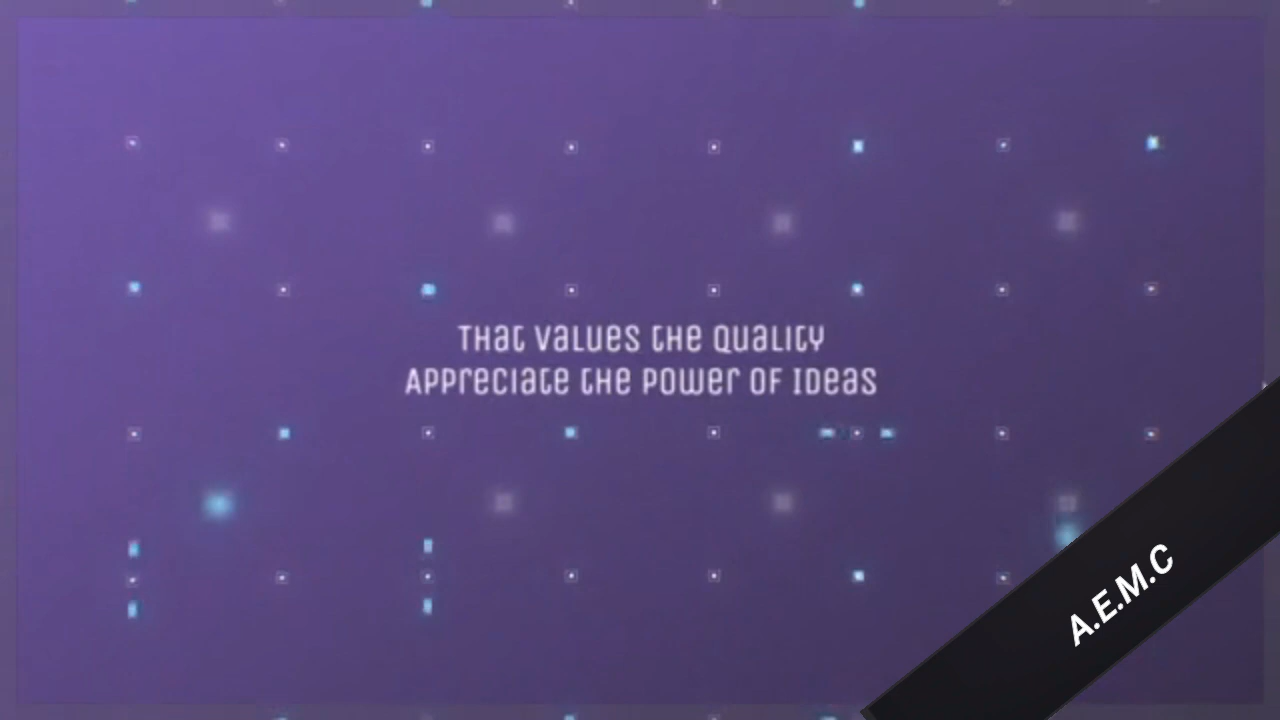 That values the Quality
Appreciate the power of Ideas
A.E.M.C